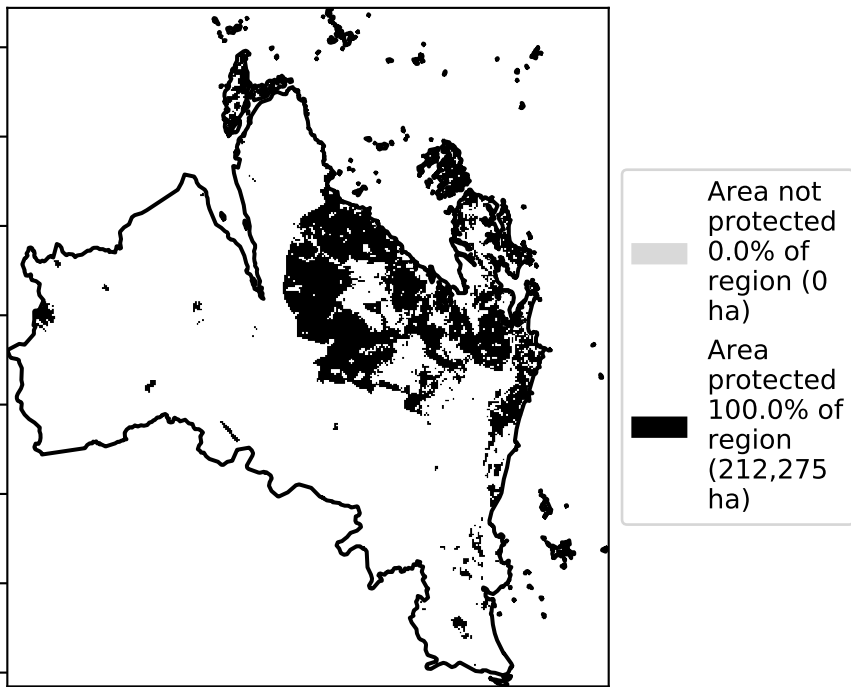 Area not
protected
0.0% of
region (0
ha)
Area
protected
100.0% of
region
(212,275
ha)